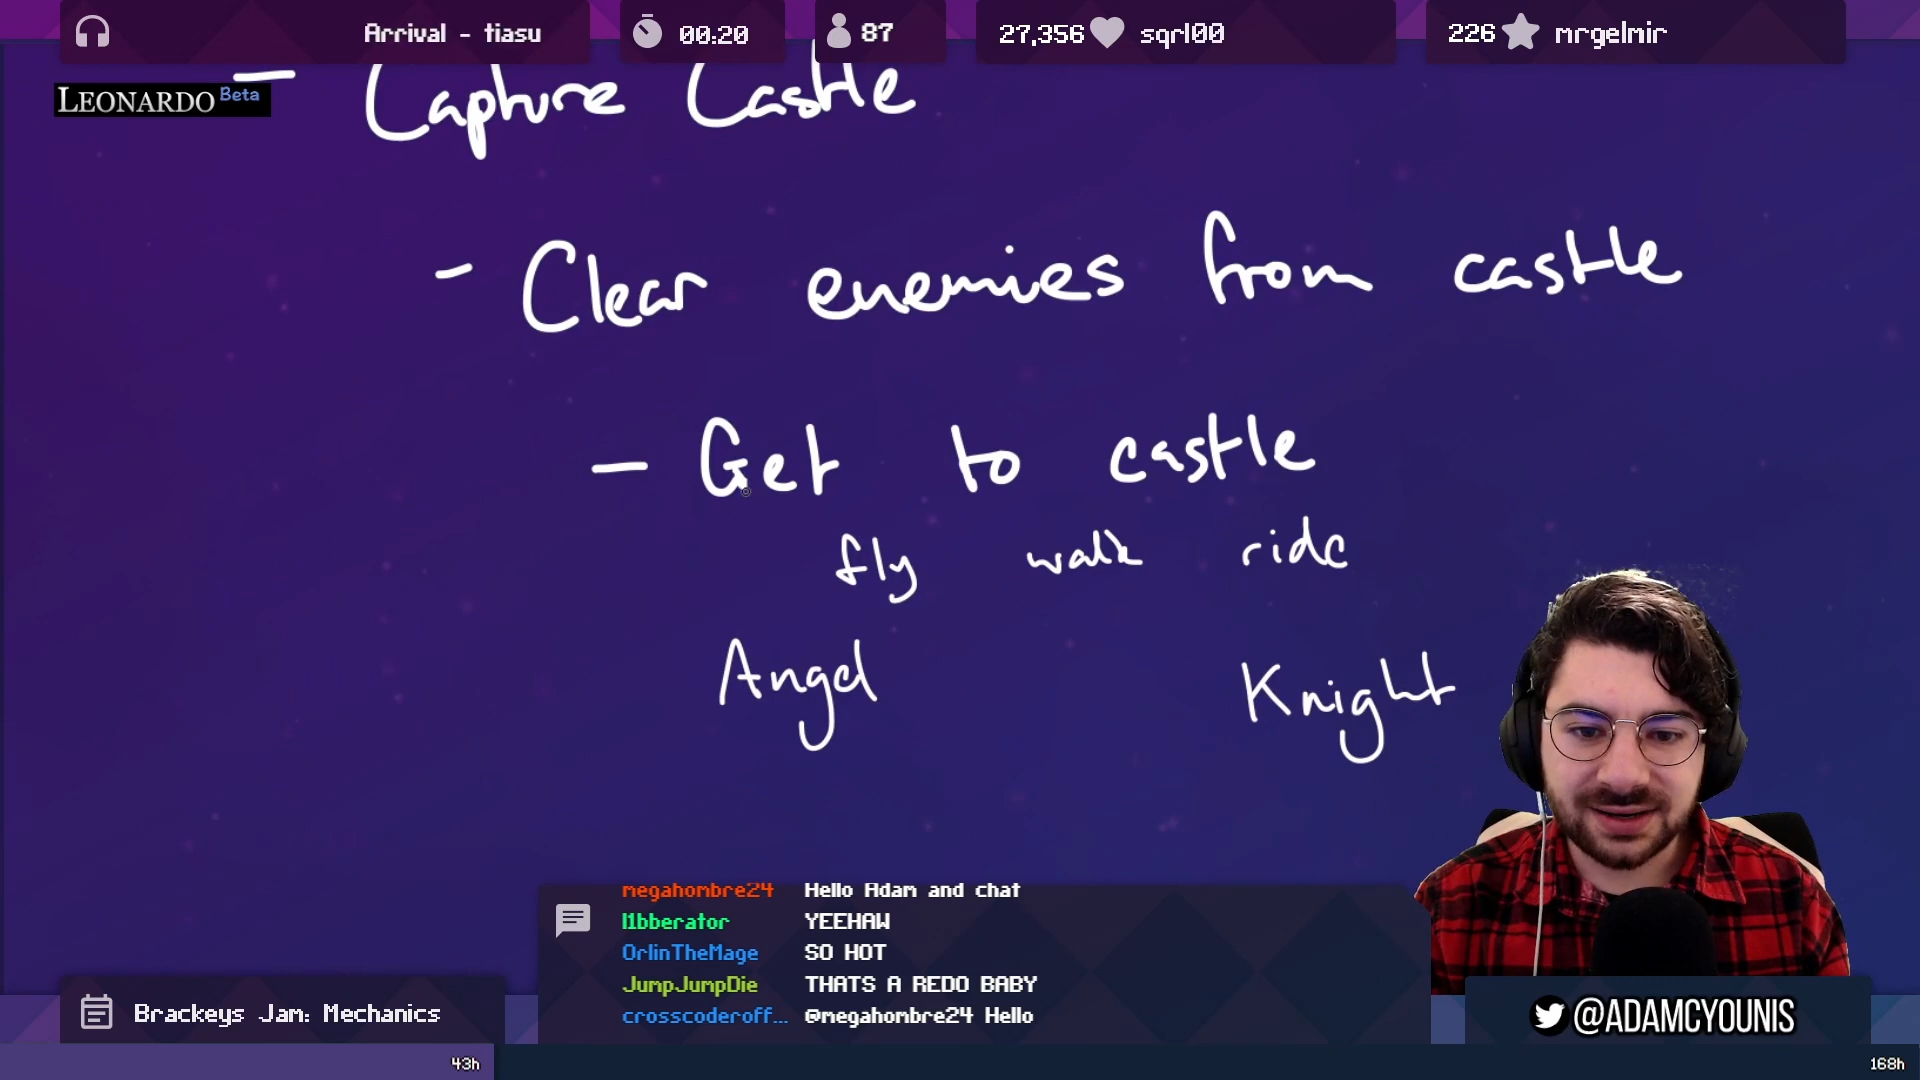 Arrival - tiasu
00:20
87
27,356 sqrl00
226 mrgelmir
LEONARDO Beta
- Capture Castle
- Clear enemies from castle
- Get to castle
fly walk ride
Angel Knight
megahombre24 Hello Adam and chat
l1bberator YEEHAW
OrlinTheMage SO HOT
JumpJumpDie THATS A REDO BABY
crosscoderoff... @megahombre24 Hello
Brackeys Jam: Mechanics
@ADAMCYOUNIS
43h
168h